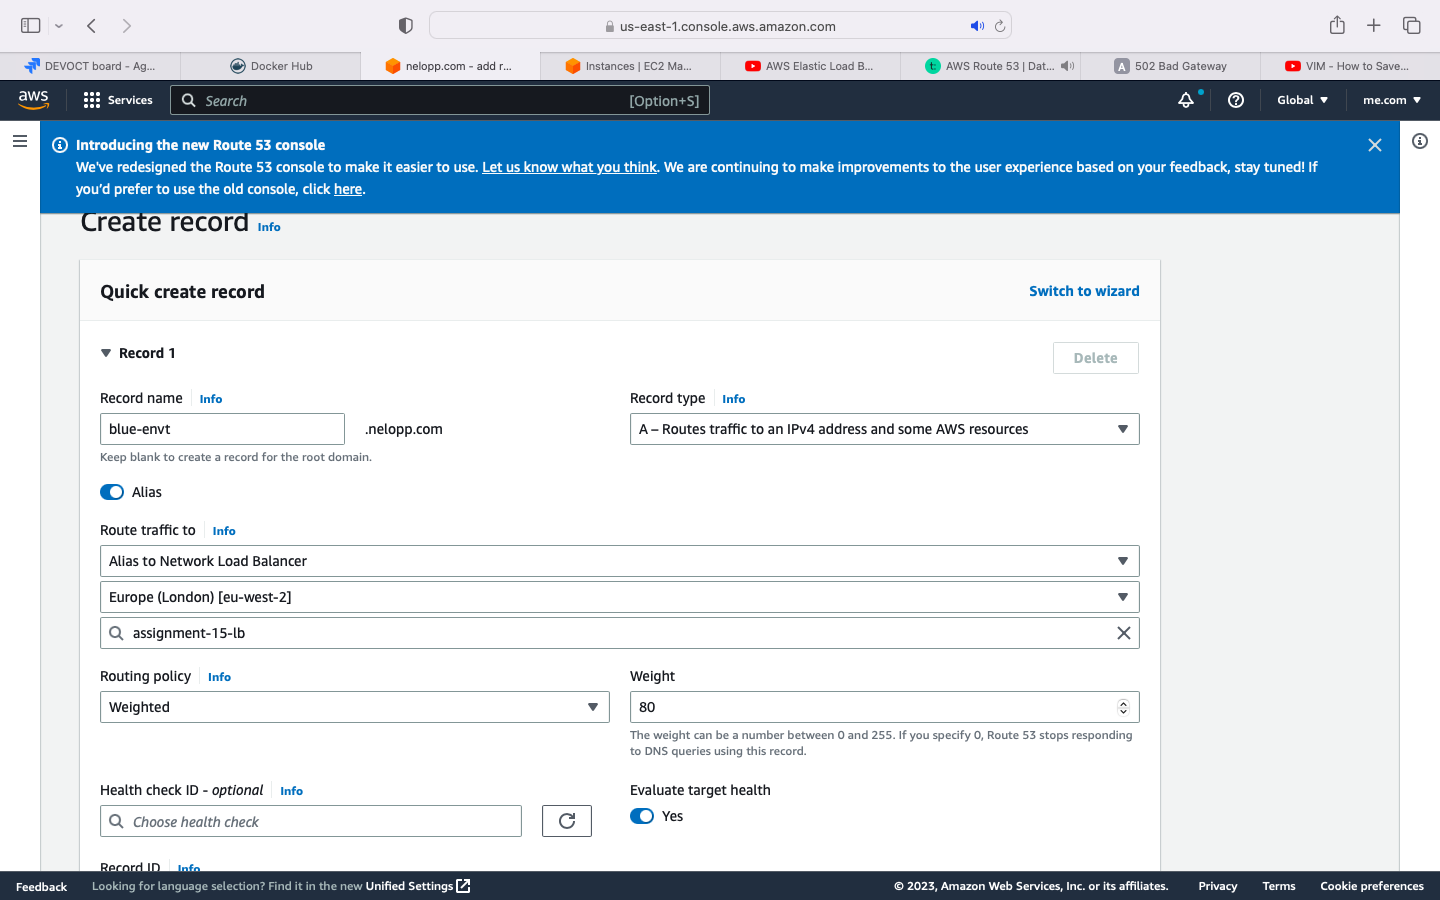 us-east-1.console.aws.amazon.com
DEVOCT board - Ag...
Docker Hub
nelopp.com - add r...
Instances | EC2 Ma...
AWS Elastic Load B...
AWS Route 53 | Dat...
A 502 Bad Gateway
VIM - How to Save...
aws
Services
Search
[Option+S]
Global
me.com
Introducing the new Route 53 console
We've redesigned the Route 53 console to make it easier to use. Let us know what you think. We are continuing to make improvements to the user experience based on your feedback, stay tuned! If
you'd prefer to use the old console, click here.
Create record Info
Quick create record
Switch to wizard
Record 1
Delete
Record name Info
Record type Info
blue-envt
.nelopp.com
A – Routes traffic to an IPv4 address and some AWS resources
Keep blank to create a record for the root domain.
Alias
Route traffic to Info
Alias to Network Load Balancer
Europe (London) [eu-west-2]
assignment-15-lb
Routing policy Info
Weight
Weighted
80
The weight can be a number between 0 and 255. If you specify 0, Route 53 stops responding
to DNS queries using this record.
Health check ID - optional Info
Evaluate target health
Choose health check
Yes
Record ID Info
Feedback
Looking for language selection? Find it in the new Unified Settings
© 2023, Amazon Web Services, Inc. or its affiliates.
Privacy
Terms
Cookie preferences